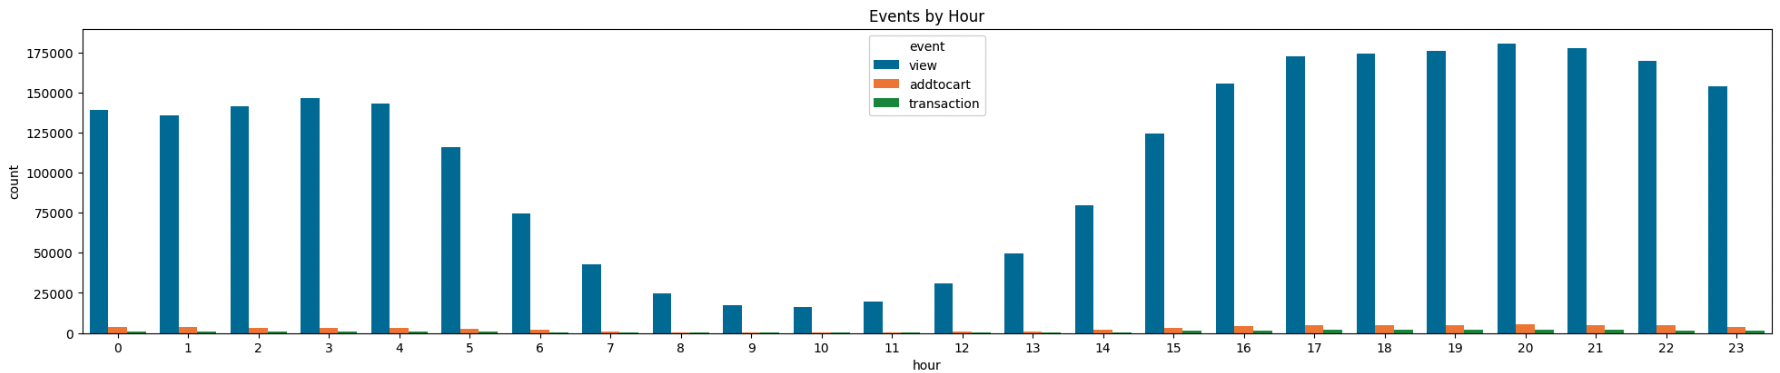 Events by Hour
event
view
addtocart
transaction
count
175000
150000
125000
100000
75000
50000
25000
0
0 1 2 3 4 5 6 7 8 9 10 11 12 13 14 15 16 17 18 19 20 21 22 23
hour